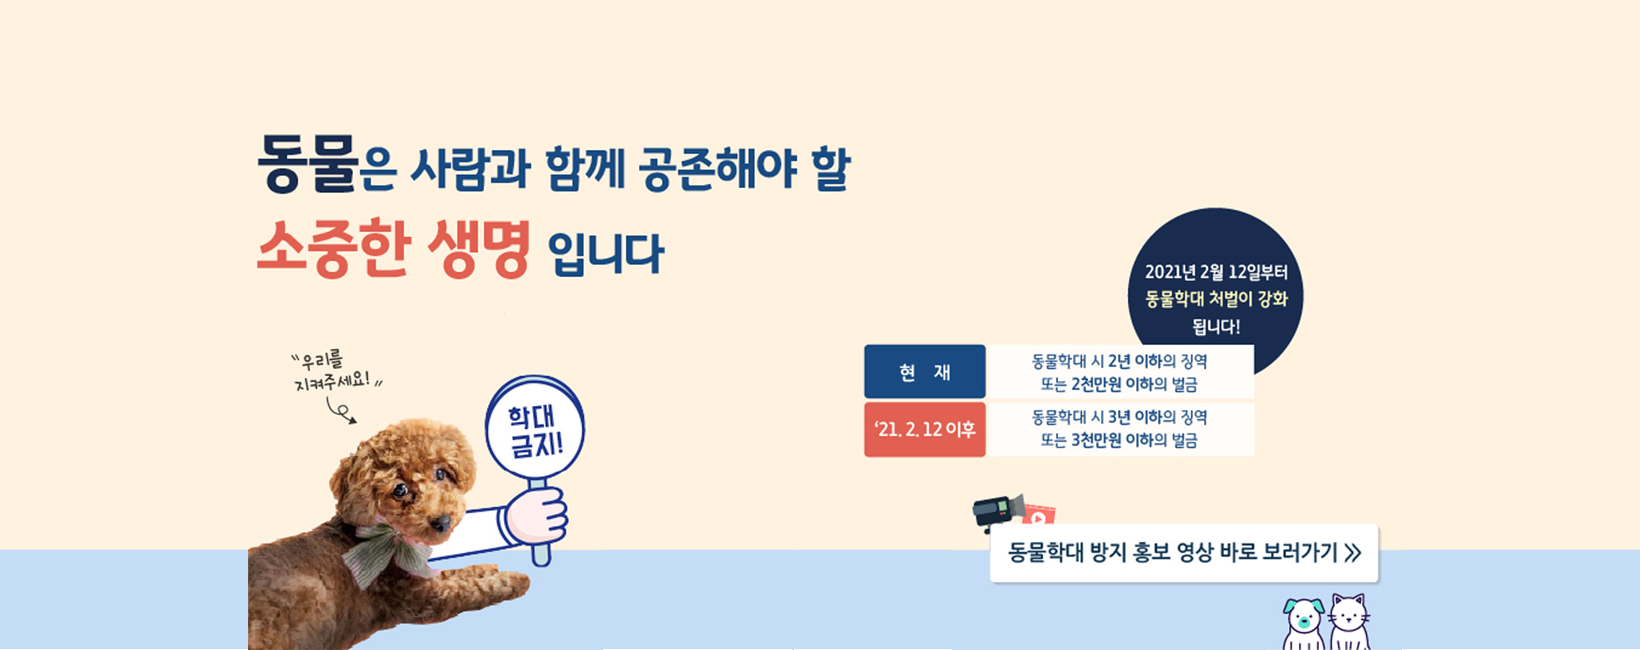 동물은 사람과 함께 공존해야 할
소중한 생명 입니다
2021년 2월 12일부터
동물학대 처벌이 강화
됩니다!
현 재
동물학대 시 2년 이하의 징역
또는 2천만원 이하의 벌금
‘21. 2. 12 이후
동물학대 시 3년 이하의 징역
또는 3천만원 이하의 벌금
〝우리를
지켜주세요!〟
학대
금지!
동물학대 방지 홍보 영상 바로 보러가기 》